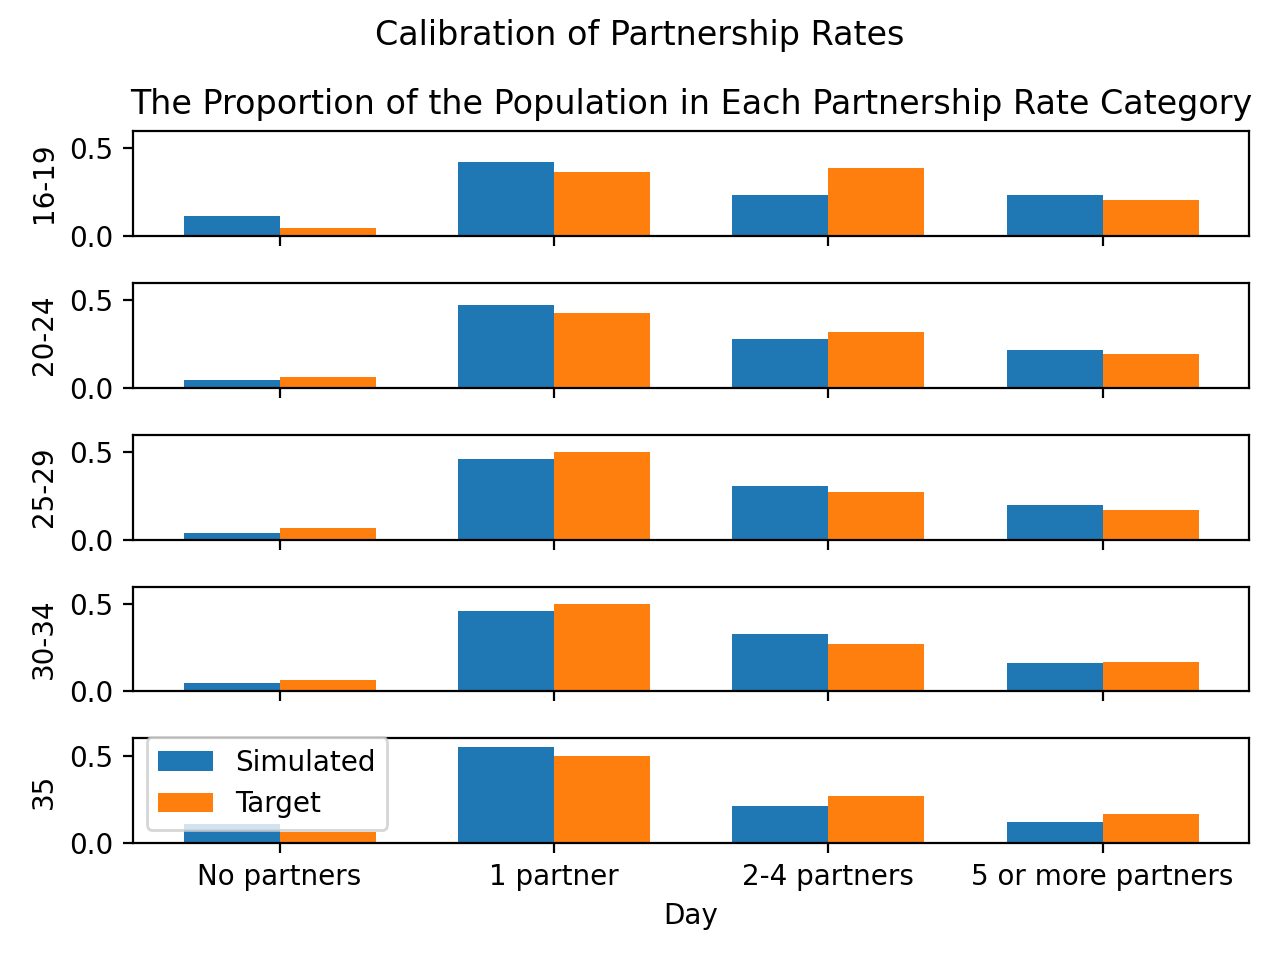 Calibration of Partnership Rates
The Proportion of the Population in Each Partnership Rate Category
0.5
16-19
0.0
0.5
20-24
0.0
0.5
25-29
0.0
0.5
30-34
0.0
0.5
35
0.0
Simulated
Target
No partners
1 partner
2-4 partners
5 or more partners
Day